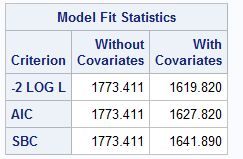 Model Fit Statistics
Criterion Without Covariates With Covariates
-2 LOG L 1773.411 1619.820
AIC 1773.411 1627.820
SBC 1773.411 1641.890